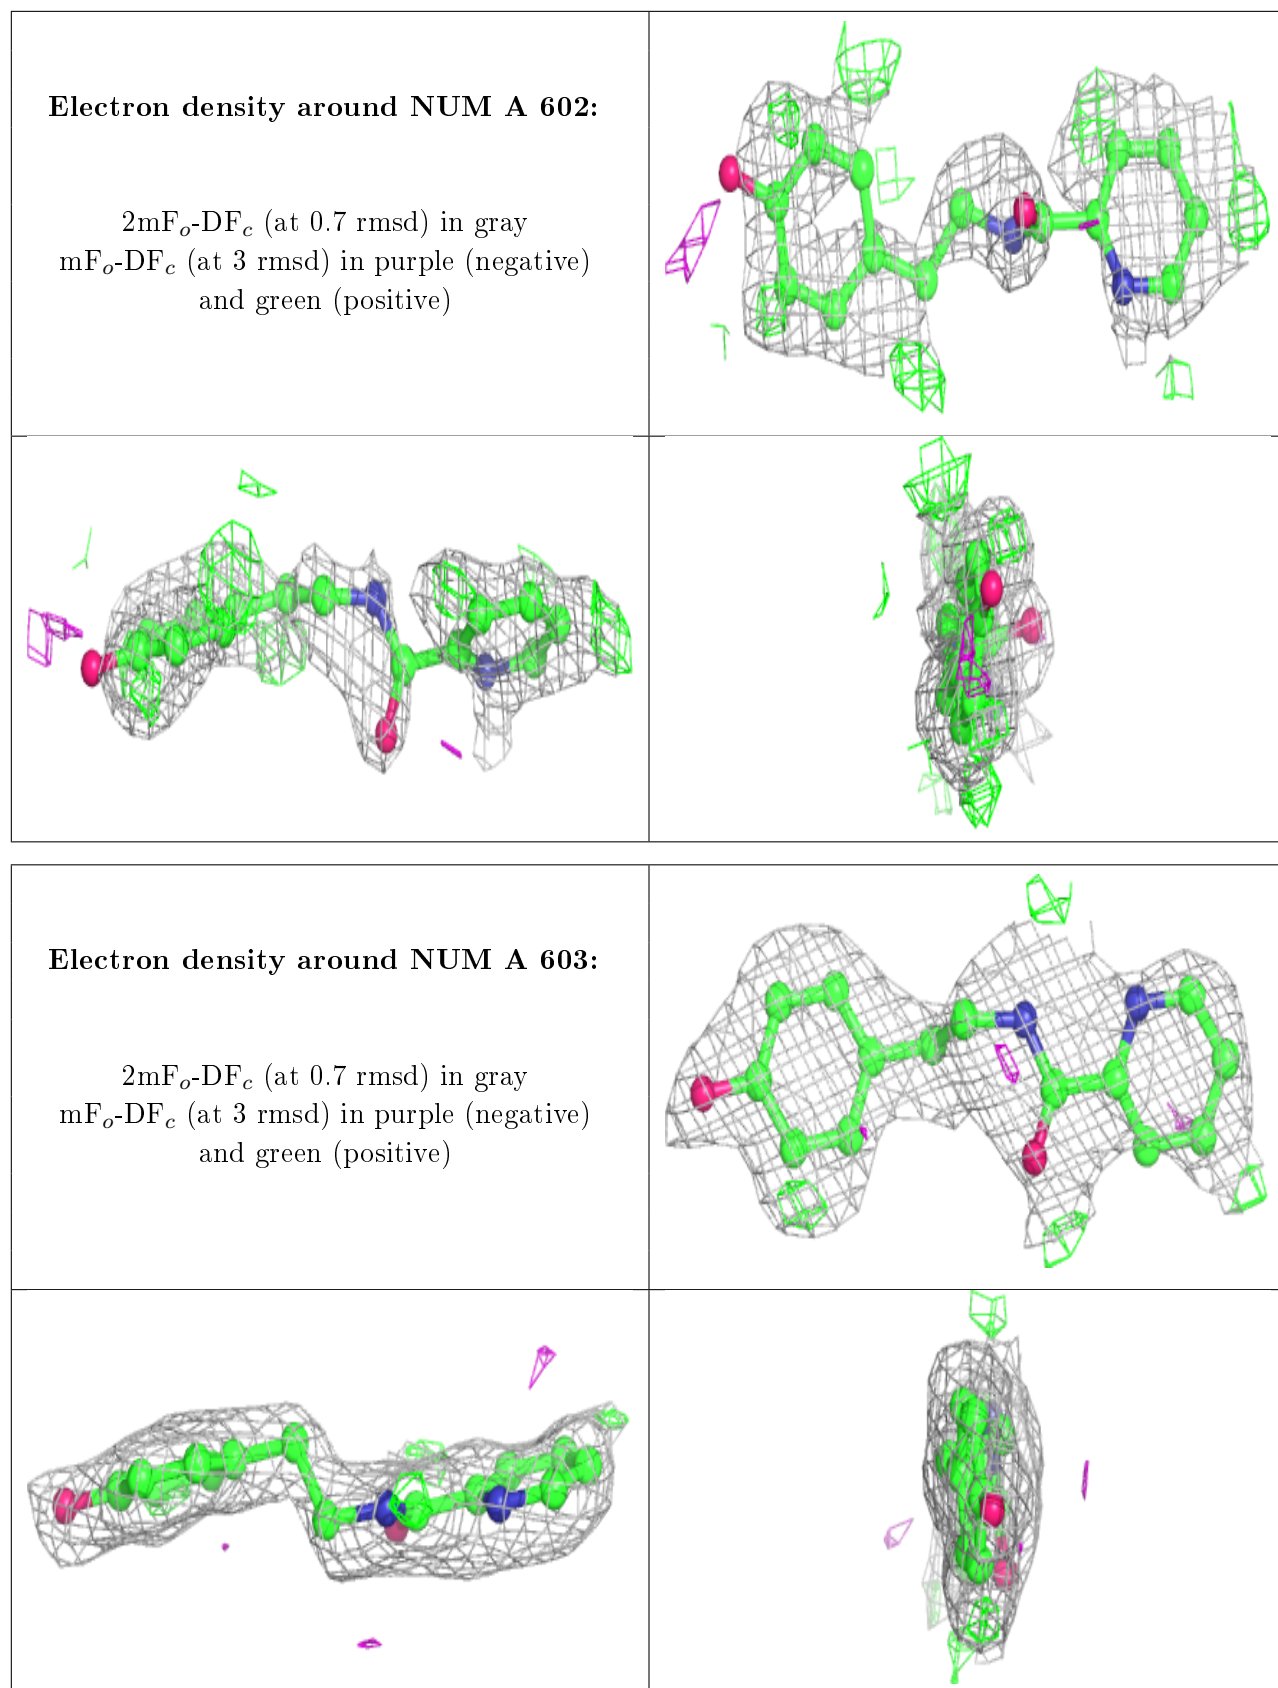 Electron density around NUM A 602:
2mFo-DFc (at 0.7 rmsd) in gray
mFo-DFc (at 3 rmsd) in purple (negative)
and green (positive)
Electron density around NUM A 603:
2mFo-DFc (at 0.7 rmsd) in gray
mFo-DFc (at 3 rmsd) in purple (negative)
and green (positive)